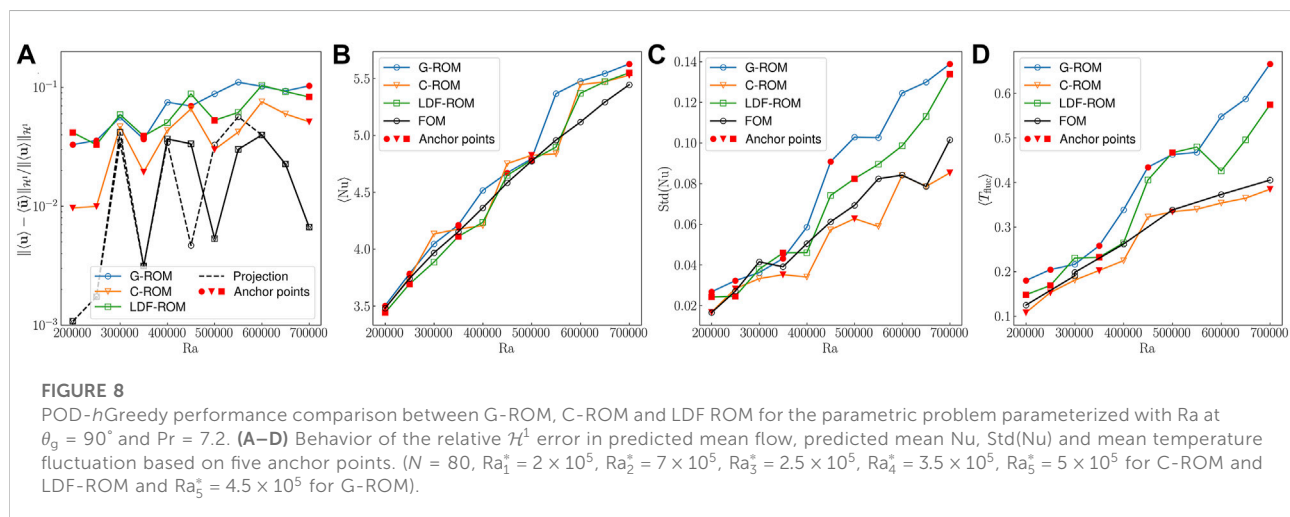 A
B
C
D
‖⟨u⟩ − ⟨ũ⟩‖_{H¹}/‖⟨u⟩‖_{H¹}
10⁻¹
10⁻²
10⁻³
G-ROM
C-ROM
LDF-ROM
Projection
Anchor points
200000 300000 400000 500000 600000 700000
Ra
⟨Nu⟩
5.5
5.0
4.5
4.0
3.5
G-ROM
C-ROM
LDF-ROM
FOM
Anchor points
200000 300000 400000 500000 600000 700000
Ra
Std(Nu)
0.14
0.12
0.10
0.08
0.06
0.04
0.02
G-ROM
C-ROM
LDF-ROM
FOM
Anchor points
200000 300000 400000 500000 600000 700000
Ra
⟨T_fluc⟩
0.6
0.5
0.4
0.3
0.2
0.1
G-ROM
C-ROM
LDF-ROM
FOM
Anchor points
200000 300000 400000 500000 600000 700000
Ra
FIGURE 8
POD-hGreedy performance comparison between G-ROM, C-ROM and LDF ROM for the parametric problem parameterized with Ra at
θ_g = 90° and Pr = 7.2. (A–D) Behavior of the relative H¹ error in predicted mean flow, predicted mean Nu, Std(Nu) and mean temperature
fluctuation based on five anchor points. (N = 80, Ra₁* = 2 × 10⁵, Ra₂* = 7 × 10⁵, Ra₃* = 2.5 × 10⁵, Ra₄* = 3.5 × 10⁵, Ra₅* = 5 × 10⁵ for C-ROM and
LDF-ROM and Ra₅* = 4.5 × 10⁵ for G-ROM).